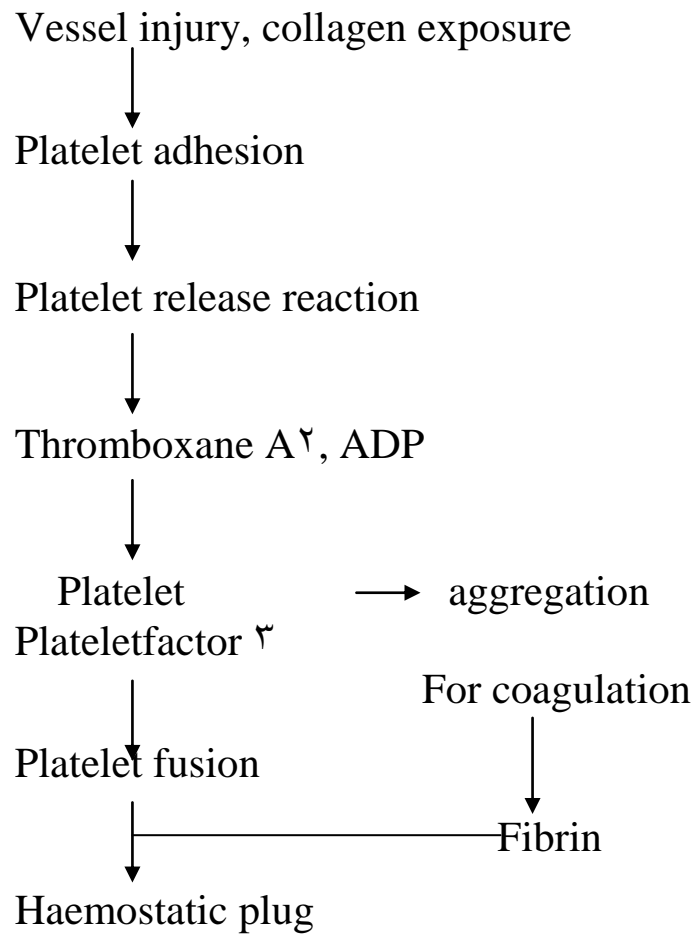 Vessel injury, collagen exposure
Platelet adhesion
Platelet release reaction
Thromboxane A٢, ADP
Platelet aggregation
Plateletfactor ٣
For coagulation
Platelet fusion
Fibrin
Haemostatic plug